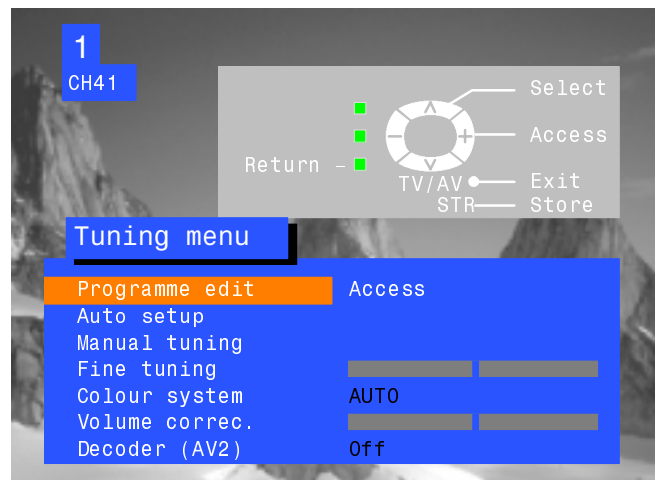 1
CH41
Select
Access
Return –
TV/AV
Exit
STR
Store
Tuning menu
Programme edit Access
Auto setup
Manual tuning
Fine tuning
Colour system AUTO
Volume correc.
Decoder (AV2) Off